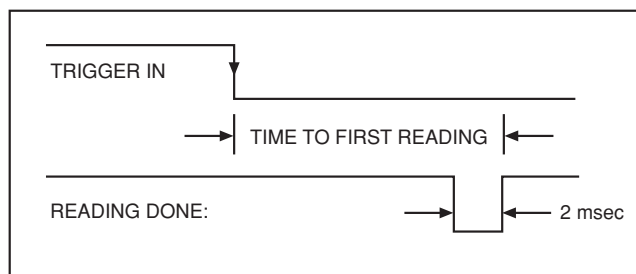 TRIGGER IN
TIME TO FIRST READING
READING DONE:
2 msec